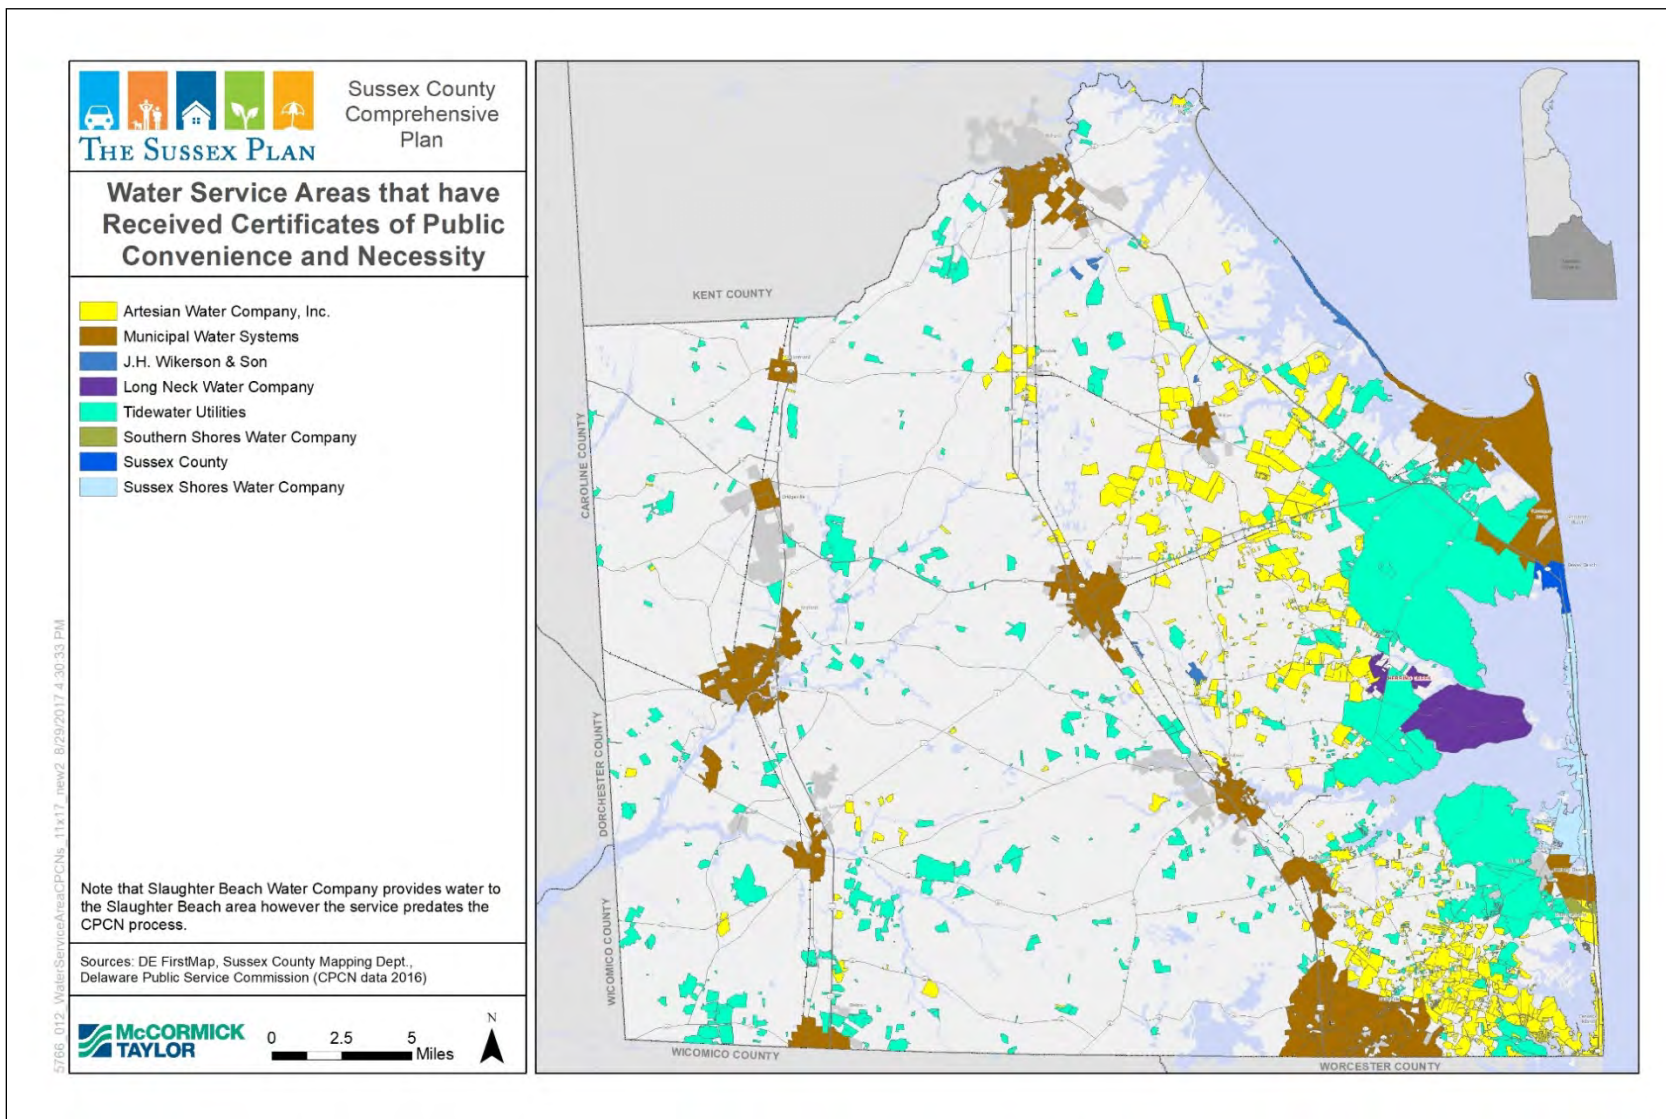 THE SUSSEX PLAN
Sussex County
Comprehensive
Plan
Water Service Areas that have
Received Certificates of Public
Convenience and Necessity
Artesian Water Company, Inc.
Municipal Water Systems
J.H. Wikerson & Son
Long Neck Water Company
Tidewater Utilities
Southern Shores Water Company
Sussex County
Sussex Shores Water Company
Note that Slaughter Beach Water Company provides water to
the Slaughter Beach area however the service predates the
CPCN process.
Sources: DE FirstMap, Sussex County Mapping Dept.,
Delaware Public Service Commission (CPCN data 2016)
McCORMICK
TAYLOR
0 2.5 5
Miles
N
5766_012_WaterServiceAreaCPCNs_11x17_new2 8/29/2017 4:30:33 PM
KENT COUNTY
CAROLINE COUNTY
DORCHESTER COUNTY
WICOMICO COUNTY
WICOMICO COUNTY
WORCESTER COUNTY